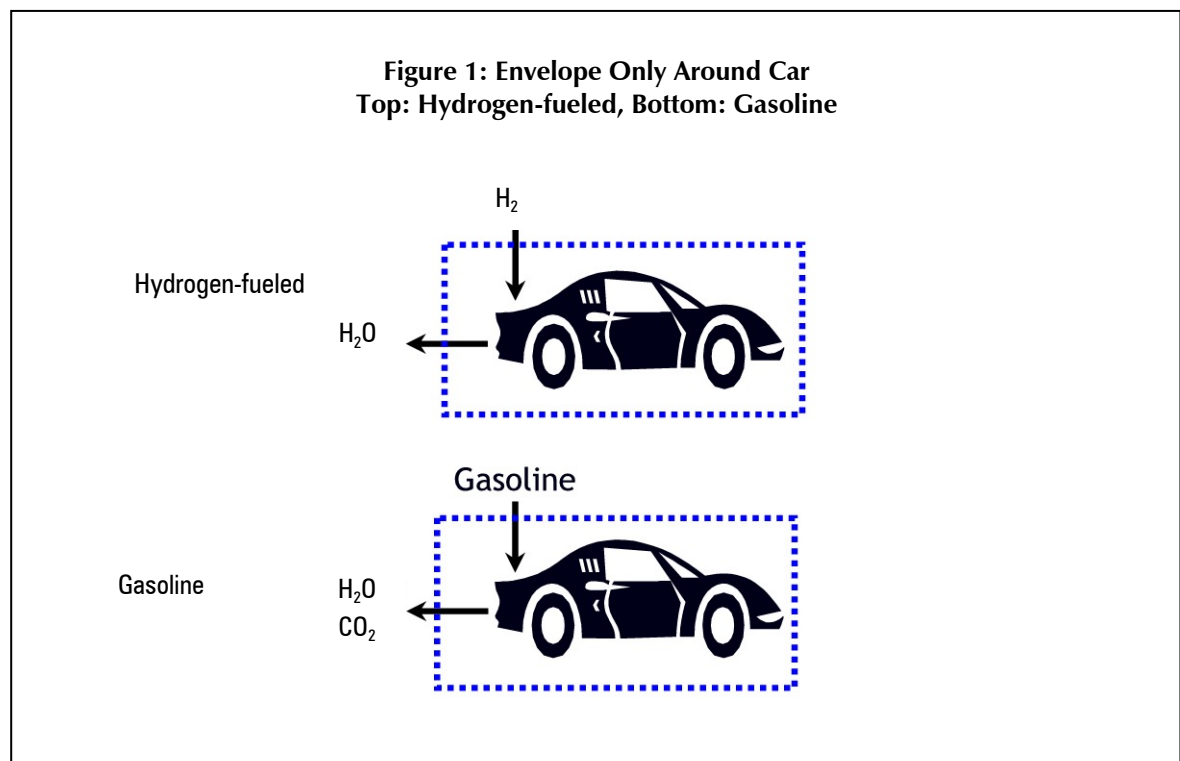 Figure 1: Envelope Only Around Car
Top: Hydrogen-fueled, Bottom: Gasoline
H₂
Hydrogen-fueled
H₂O
Gasoline
Gasoline
H₂O
CO₂